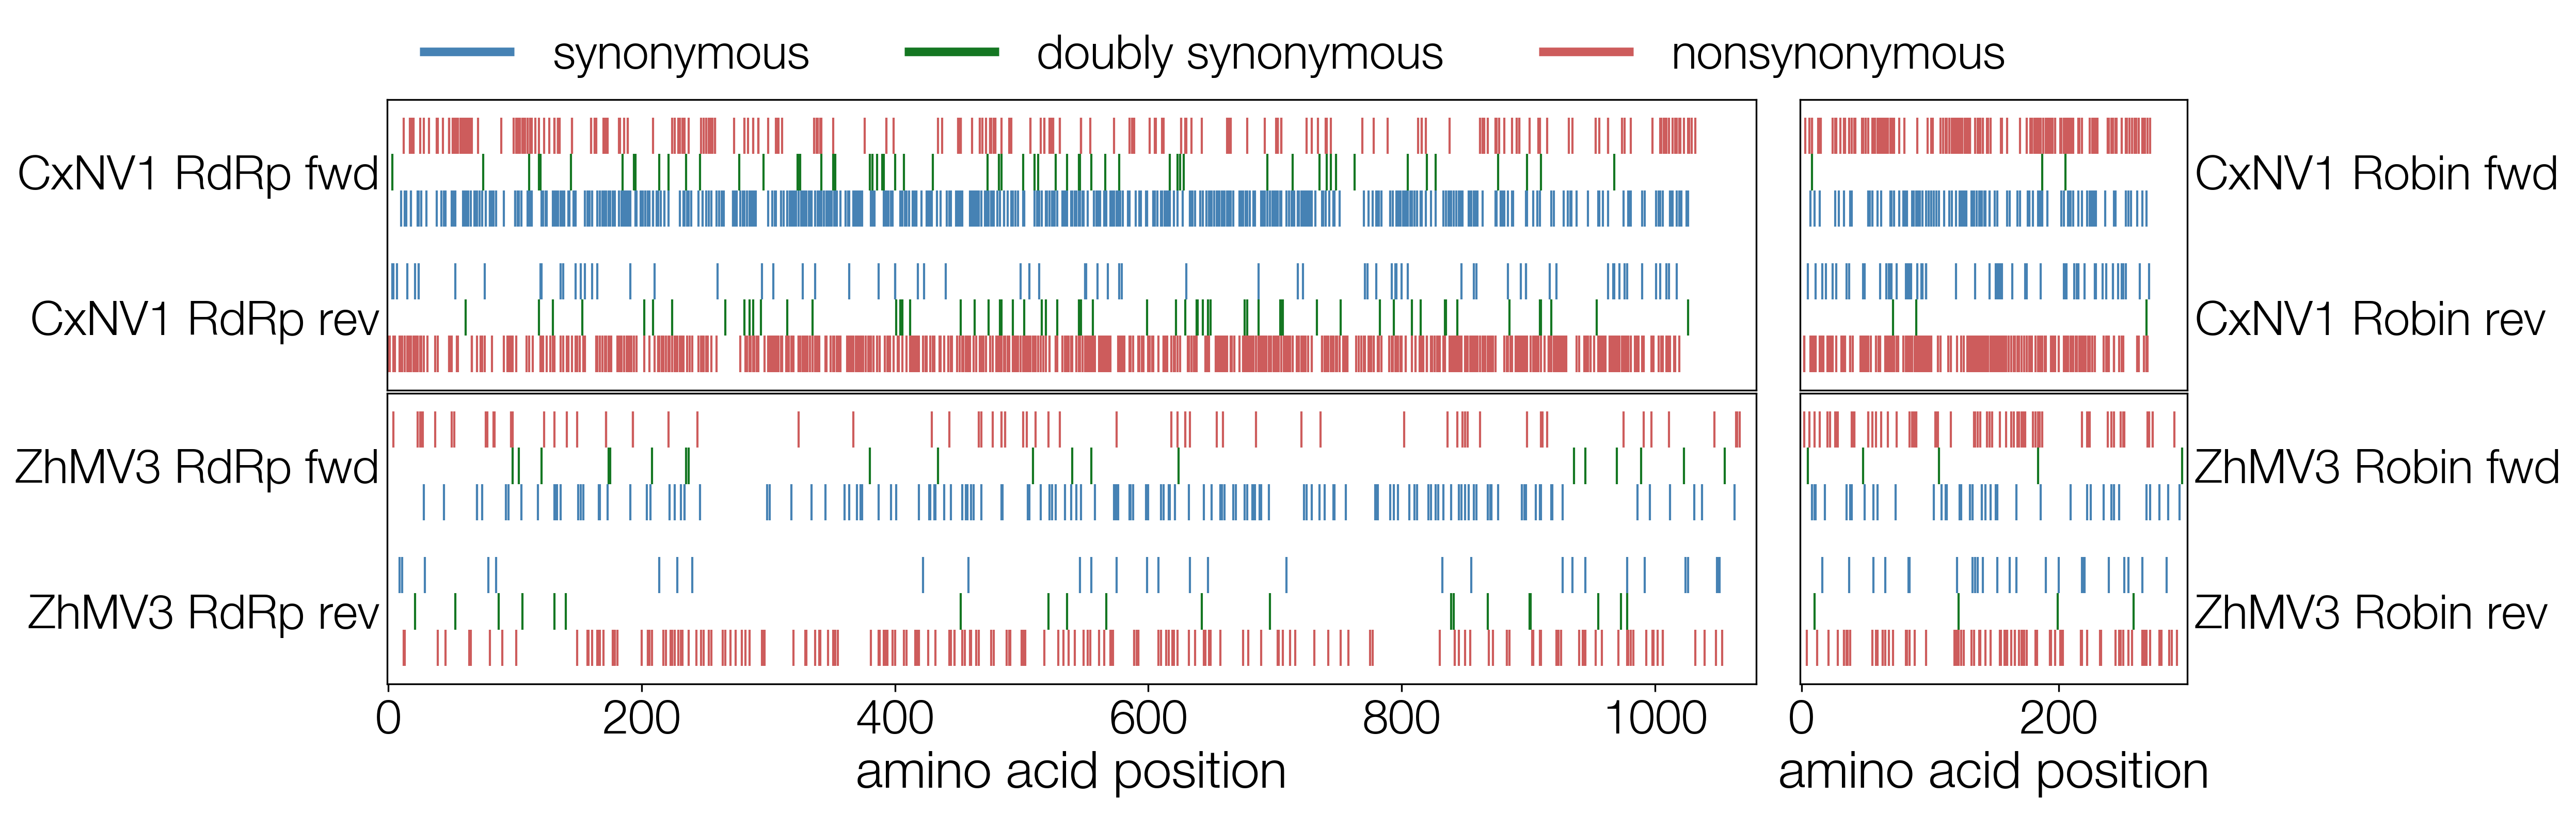 synonymous doubly synonymous nonsynonymous
CxNV1 RdRp fwd CxNV1 Robin fwd
CxNV1 RdRp rev CxNV1 Robin rev
ZhMV3 RdRp fwd ZhMV3 Robin fwd
ZhMV3 RdRp rev ZhMV3 Robin rev
0 200 400 600 800 1000 0 200
amino acid position amino acid position